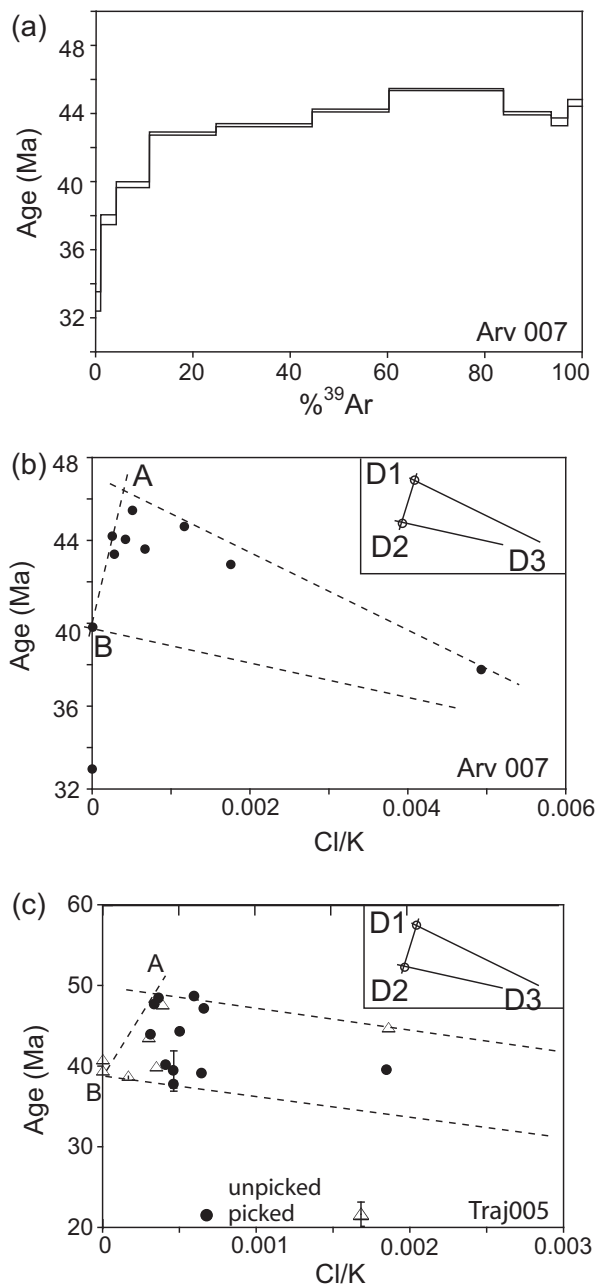 (a)
48
44
40
36
32
Age (Ma)
Arv 007
0 20 40 60 80 100
%39Ar
(b)
48
44
40
36
32
Age (Ma)
A
B
D1
D2
D3
Arv 007
0 0.002 0.004 0.006
Cl/K
(c)
60
50
40
30
20
Age (Ma)
A
B
D1
D2
D3
unpicked
picked
Traj005
0 0.001 0.002 0.003
Cl/K